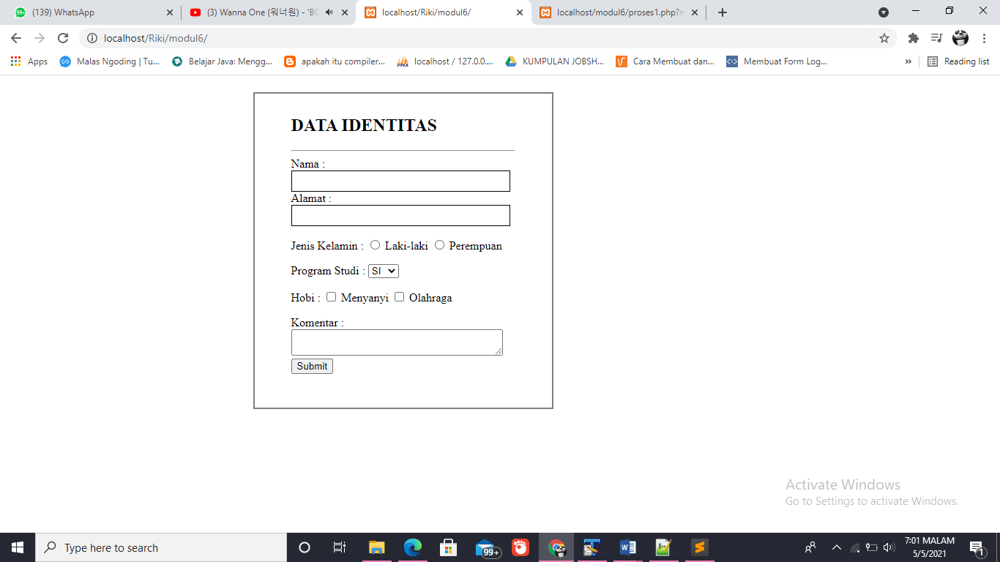 99+ (139) WhatsApp
(3) Wanna One (워너원) - 'BC
localhost/Riki/modul6/
localhost/modul6/proses1.php?n
localhost/Riki/modul6/
Apps
Malas Ngoding | Tu...
Belajar Java: Mengg...
apakah itu compiler...
PMA localhost / 127.0.0....
KUMPULAN JOBSH...
Cara Membuat dan...
Membuat Form Log...
»
Reading list
DATA IDENTITAS
Nama :
Alamat :
Jenis Kelamin : Laki-laki Perempuan
Program Studi : SI
Hobi : Menyanyi Olahraga
Komentar :
Submit
Activate Windows
Go to Settings to activate Windows.
Type here to search
99+
7:01 MALAM
5/5/2021
1